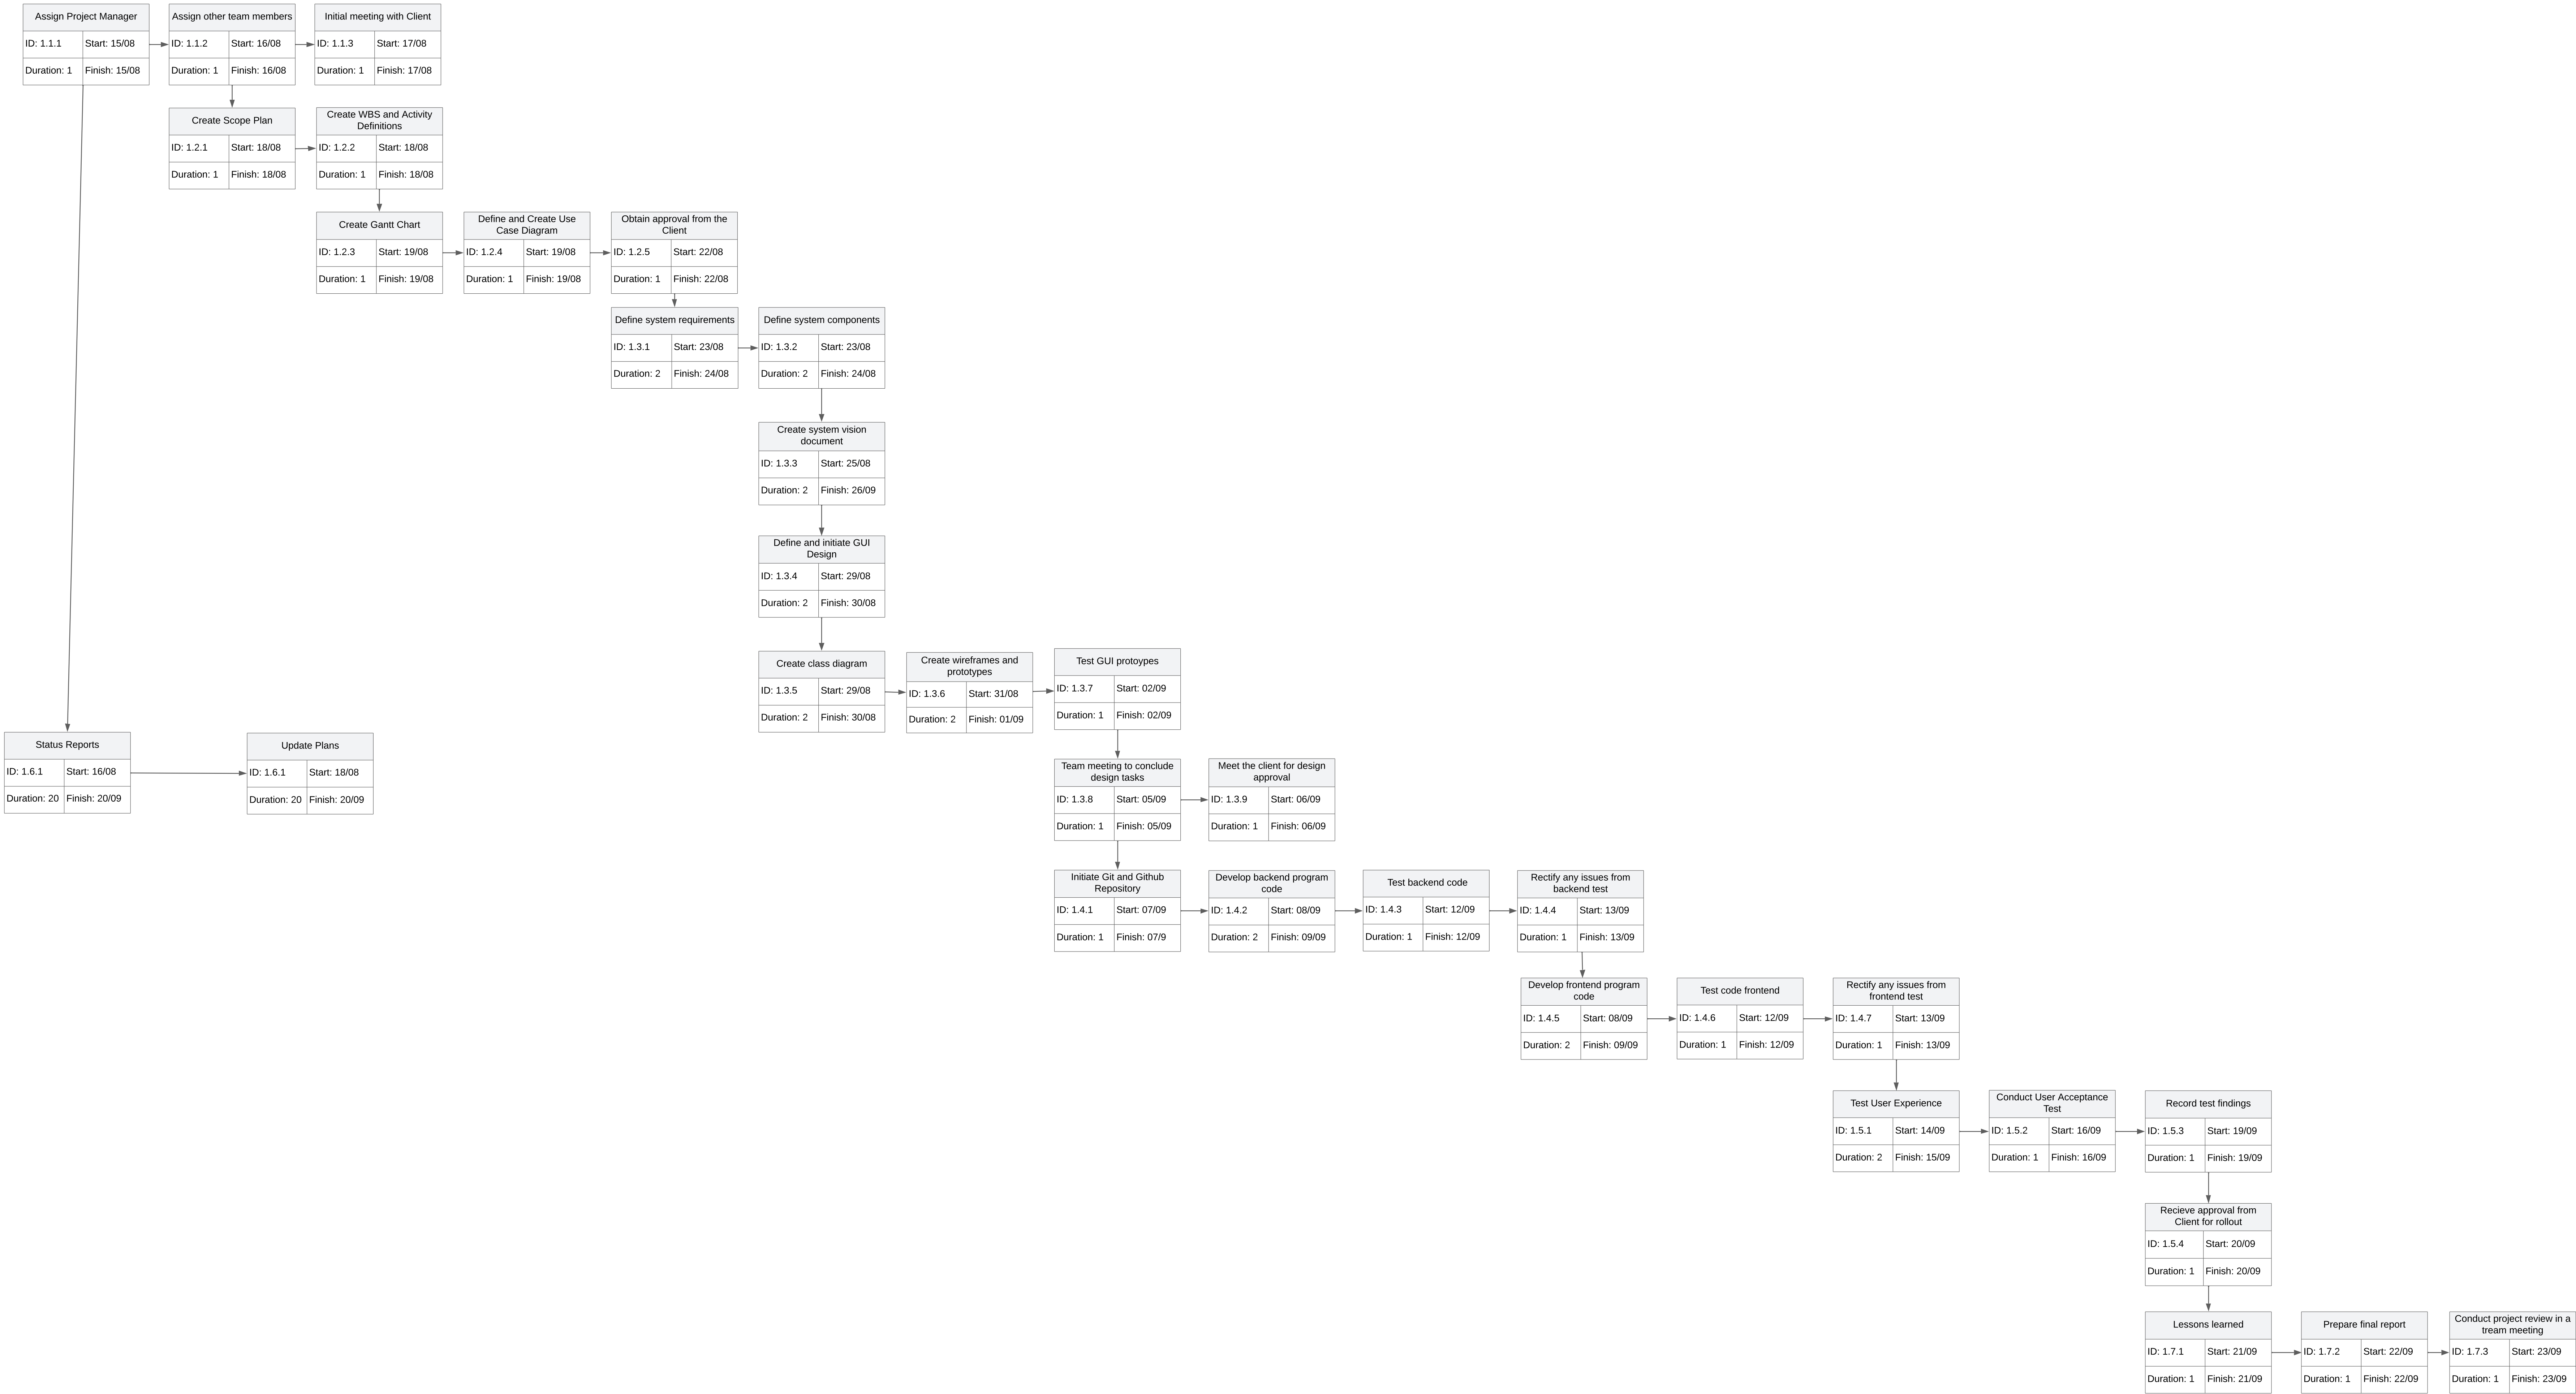 Assign Project Manager
ID: 1.1.1
Start: 15/08
Duration: 1
Finish: 15/08
Assign other team members
ID: 1.1.2
Start: 16/08
Duration: 1
Finish: 16/08
Initial meeting with Client
ID: 1.1.3
Start: 17/08
Duration: 1
Finish: 17/08
Create Scope Plan
ID: 1.2.1
Start: 18/08
Duration: 1
Finish: 18/08
Create WBS and Activity
Definitions
ID: 1.2.2
Start: 18/08
Duration: 1
Finish: 18/08
Create Gantt Chart
ID: 1.2.3
Start: 19/08
Duration: 1
Finish: 19/08
Define and Create Use
Case Diagram
ID: 1.2.4
Start: 19/08
Duration: 1
Finish: 19/08
Obtain approval from the
Client
ID: 1.2.5
Start: 22/08
Duration: 1
Finish: 22/08
Define system requirements
ID: 1.3.1
Start: 23/08
Duration: 2
Finish: 24/08
Define system components
ID: 1.3.2
Start: 23/08
Duration: 2
Finish: 24/08
Create system vision
document
ID: 1.3.3
Start: 25/08
Duration: 2
Finish: 26/09
Define and initiate GUI
Design
ID: 1.3.4
Start: 29/08
Duration: 2
Finish: 30/08
Create class diagram
ID: 1.3.5
Start: 29/08
Duration: 2
Finish: 30/08
Create wireframes and
prototypes
ID: 1.3.6
Start: 31/08
Duration: 2
Finish: 01/09
Test GUI protoypes
ID: 1.3.7
Start: 02/09
Duration: 1
Finish: 02/09
Status Reports
ID: 1.6.1
Start: 16/08
Duration: 20
Finish: 20/09
Update Plans
ID: 1.6.1
Start: 18/08
Duration: 20
Finish: 20/09
Team meeting to conclude
design tasks
ID: 1.3.8
Start: 05/09
Duration: 1
Finish: 05/09
Meet the client for design
approval
ID: 1.3.9
Start: 06/09
Duration: 1
Finish: 06/09
Initiate Git and Github
Repository
ID: 1.4.1
Start: 07/09
Duration: 1
Finish: 07/9
Develop backend program
code
ID: 1.4.2
Start: 08/09
Duration: 2
Finish: 09/09
Test backend code
ID: 1.4.3
Start: 12/09
Duration: 1
Finish: 12/09
Rectify any issues from
backend test
ID: 1.4.4
Start: 13/09
Duration: 1
Finish: 13/09
Develop frontend program
code
ID: 1.4.5
Start: 08/09
Duration: 2
Finish: 09/09
Test code frontend
ID: 1.4.6
Start: 12/09
Duration: 1
Finish: 12/09
Rectify any issues from
frontend test
ID: 1.4.7
Start: 13/09
Duration: 1
Finish: 13/09
Test User Experience
ID: 1.5.1
Start: 14/09
Duration: 2
Finish: 15/09
Conduct User Acceptance
Test
ID: 1.5.2
Start: 16/09
Duration: 1
Finish: 16/09
Record test findings
ID: 1.5.3
Start: 19/09
Duration: 1
Finish: 19/09
Recieve approval from
Client for rollout
ID: 1.5.4
Start: 20/09
Duration: 1
Finish: 20/09
Lessons learned
ID: 1.7.1
Start: 21/09
Duration: 1
Finish: 21/09
Prepare final report
ID: 1.7.2
Start: 22/09
Duration: 1
Finish: 22/09
Conduct project review in a
tream meeting
ID: 1.7.3
Start: 23/09
Duration: 1
Finish: 23/09